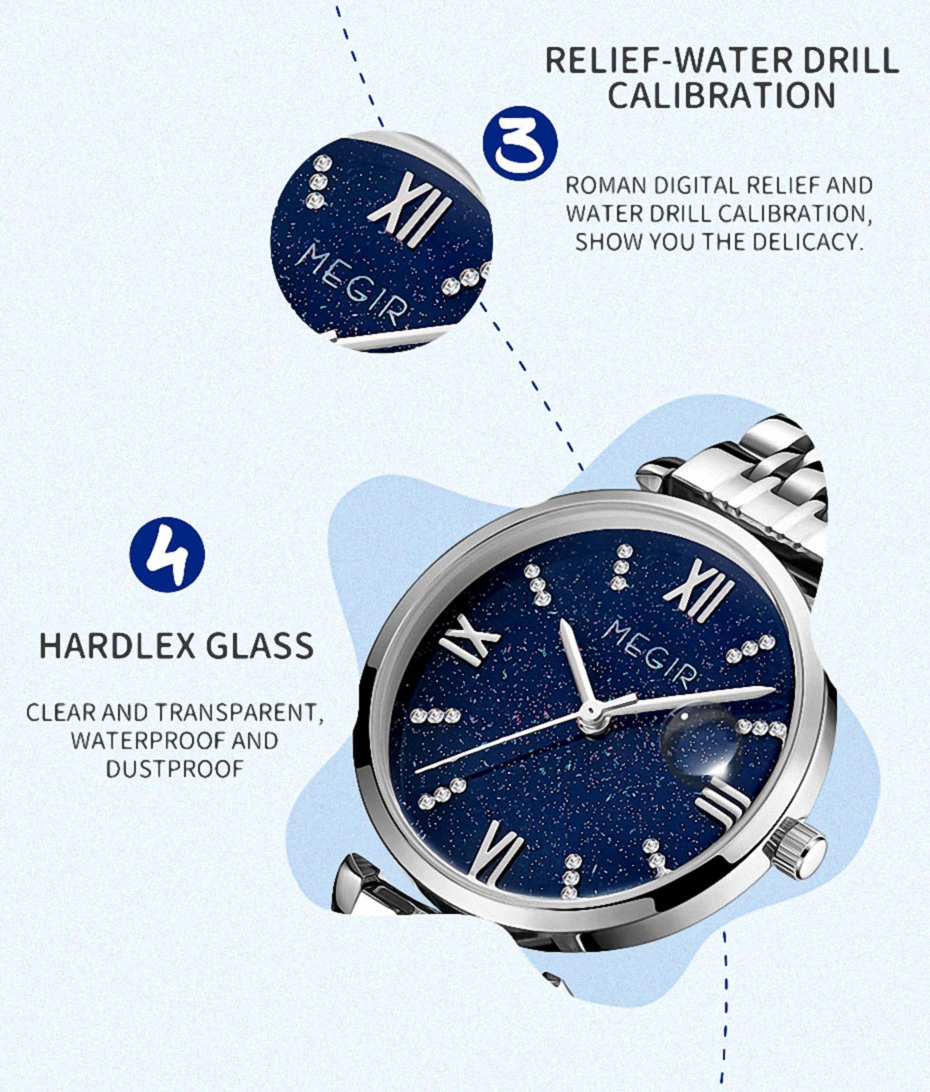 RELIEF-WATER DRILL
CALIBRATION
3
ROMAN DIGITAL RELIEF AND
WATER DRILL CALIBRATION,
SHOW YOU THE DELICACY.
XII
MEGIR
4
HARDLEX GLASS
CLEAR AND TRANSPARENT,
WATERPROOF AND
DUSTPROOF
XII
MEGIR
IX
III
VI